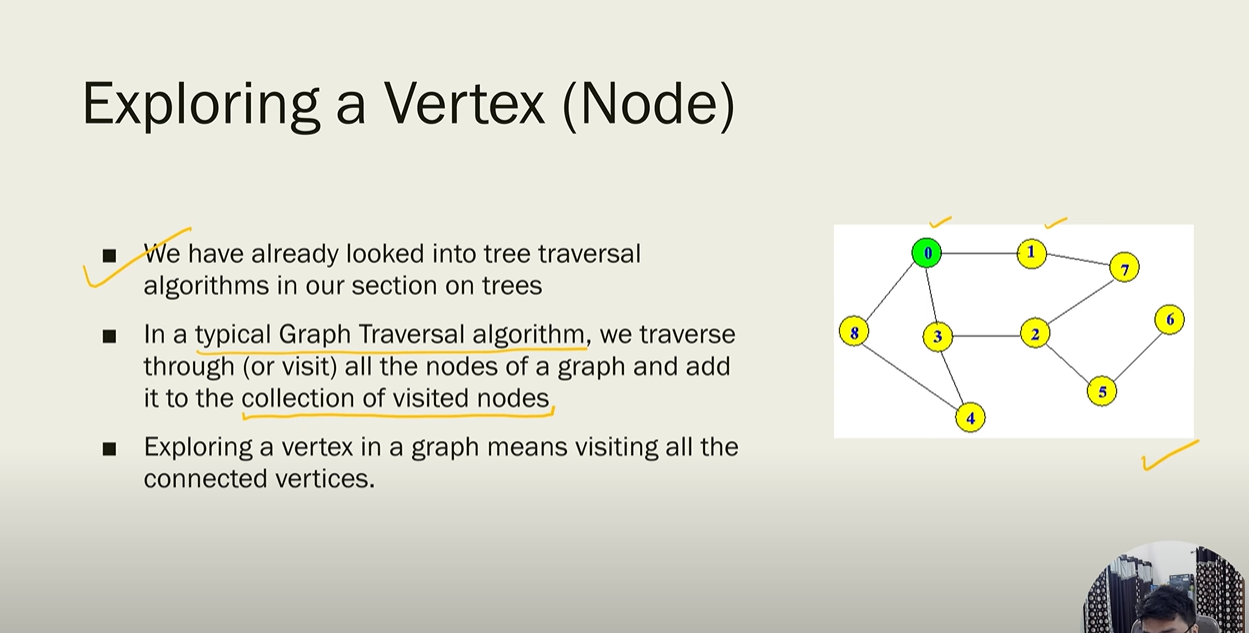 Exploring a Vertex (Node)
■ We have already looked into tree traversal
algorithms in our section on trees
■ In a typical Graph Traversal algorithm, we traverse
through (or visit) all the nodes of a graph and add
it to the collection of visited nodes
■ Exploring a vertex in a graph means visiting all the
connected vertices.
0 1 7
8 3 2 6
5
4